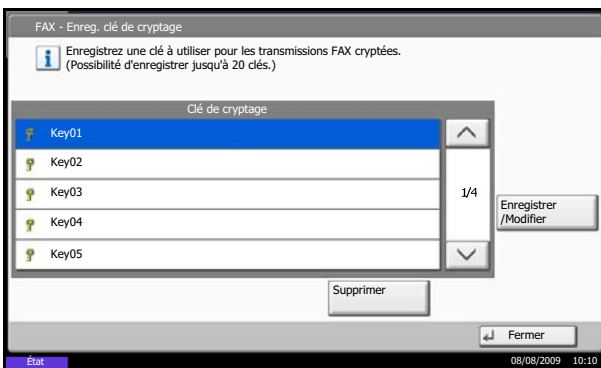 FAX - Enreg. clé de cryptage
Enregistrez une clé à utiliser pour les transmissions FAX cryptées.
(Possibilité d'enregistrer jusqu'à 20 clés.)
Clé de cryptage
Key01
Key02
Key03
Key04
Key05
1/4
Enregistrer
/Modifier
Supprimer
Fermer
État
08/08/2009 10:10